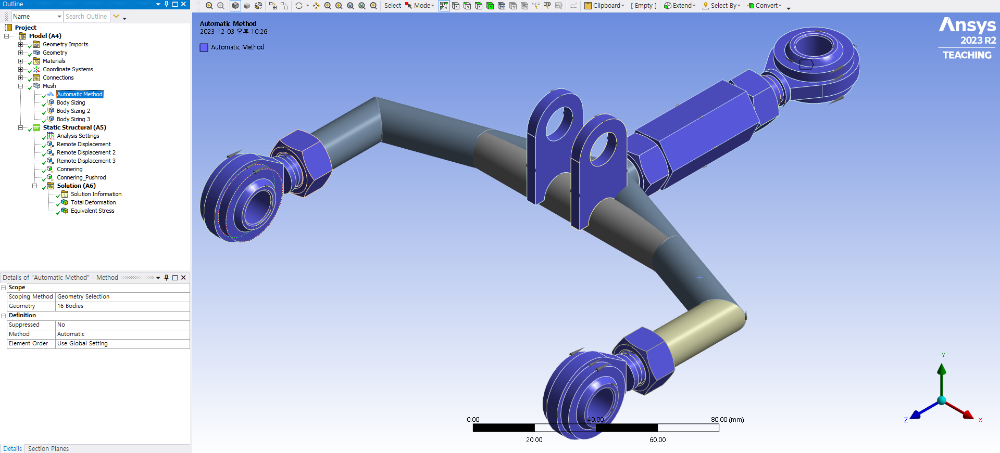 Outline
Select Mode Clipboard [ Empty ] Extend Select By Convert
Name Search Outline
Project
Model (A4)
Geometry Imports
Geometry
Materials
Coordinate Systems
Connections
Mesh
Automatic Method
Body Sizing
Body Sizing 2
Body Sizing 3
Static Structural (A5)
Analysis Settings
Remote Displacement
Remote Displacement 2
Remote Displacement 3
Connering
Connering_Pushrod
Solution (A6)
Solution Information
Total Deformation
Equivalent Stress
Details of "Automatic Method" - Method
Scope
Scoping Method Geometry Selection
Geometry 16 Bodies
Definition
Suppressed No
Method Automatic
Element Order Use Global Setting
Details Section Planes
Automatic Method
2023-12-03 오후 10:26
Automatic Method
Ansys
2023 R2
TEACHING
0.00 40.00 80.00 (mm)
20.00 60.00
Y
Z X